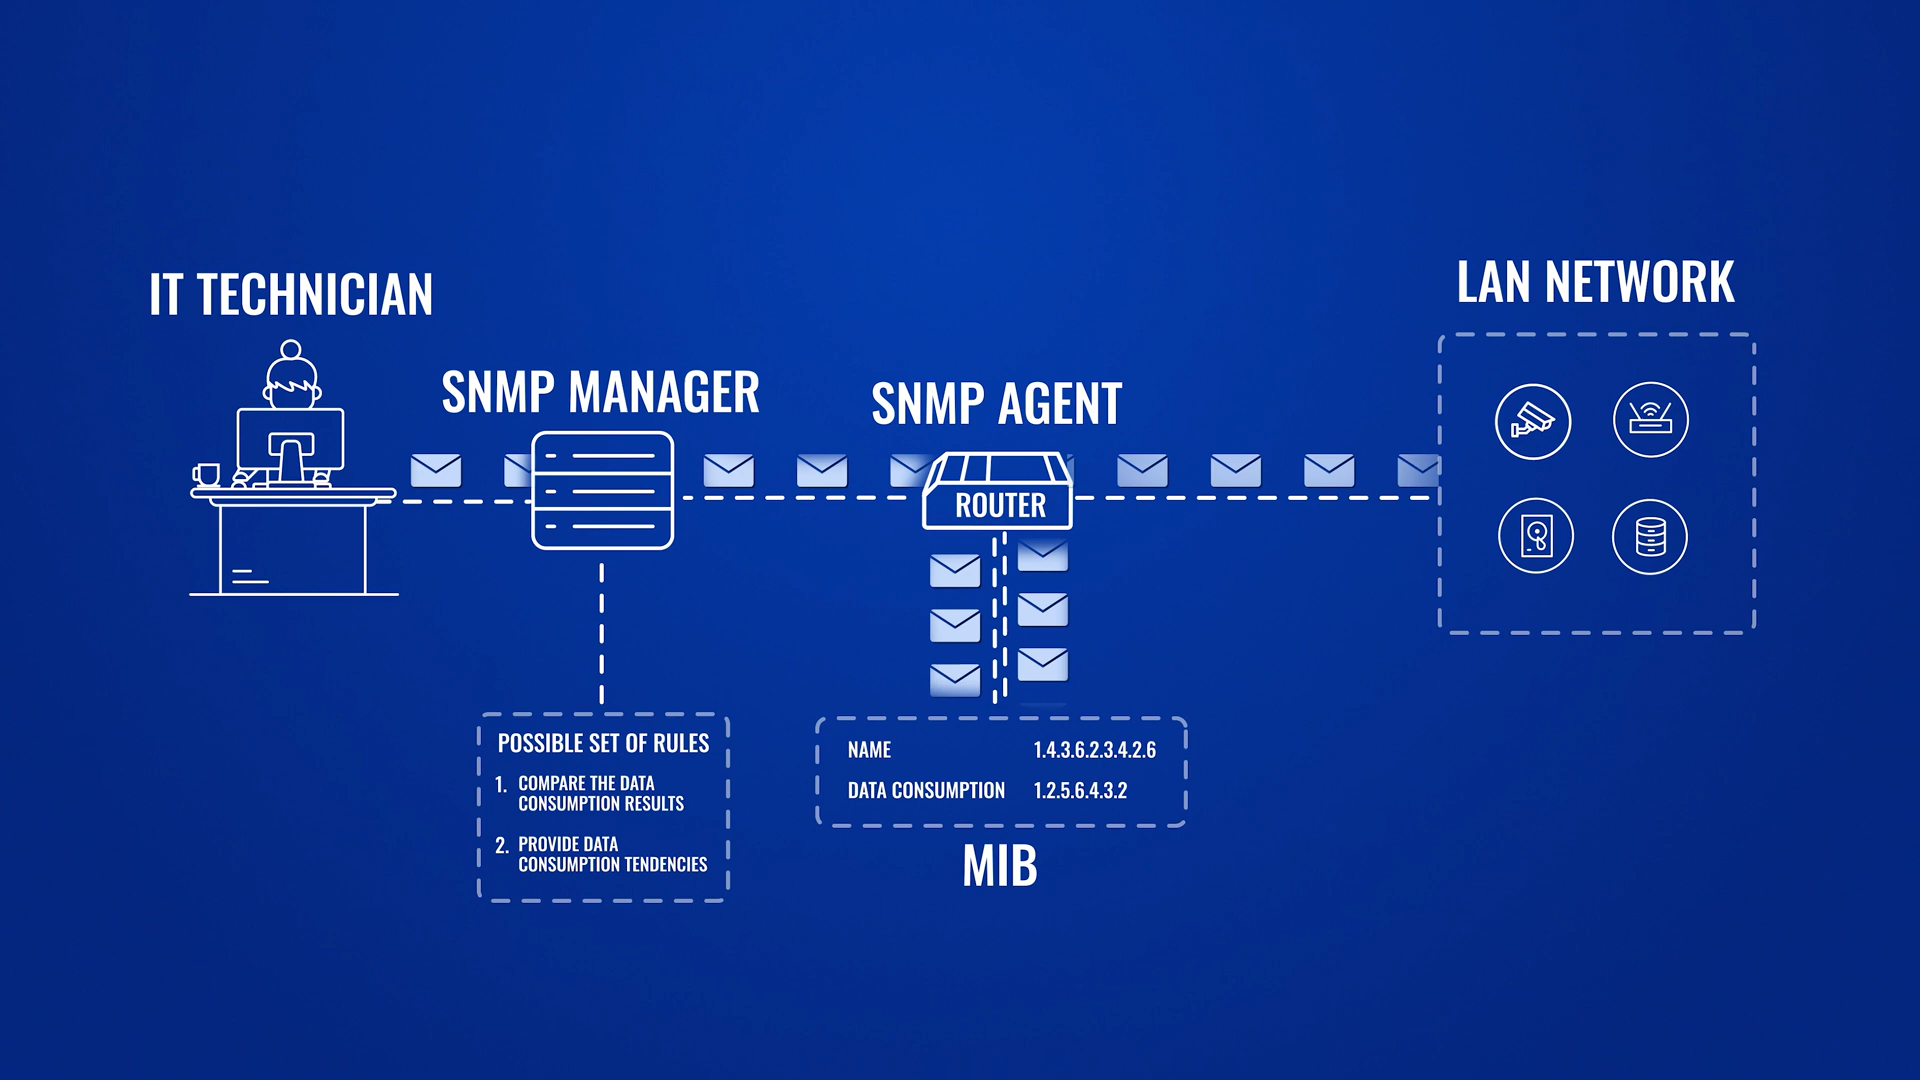 IT TECHNICIAN
SNMP MANAGER
SNMP AGENT
LAN NETWORK
ROUTER
POSSIBLE SET OF RULES
1. COMPARE THE DATA
CONSUMPTION RESULTS
2. PROVIDE DATA
CONSUMPTION TENDENCIES
NAME 1.4.3.6.2.3.4.2.6
DATA CONSUMPTION 1.2.5.6.4.3.2
MIB